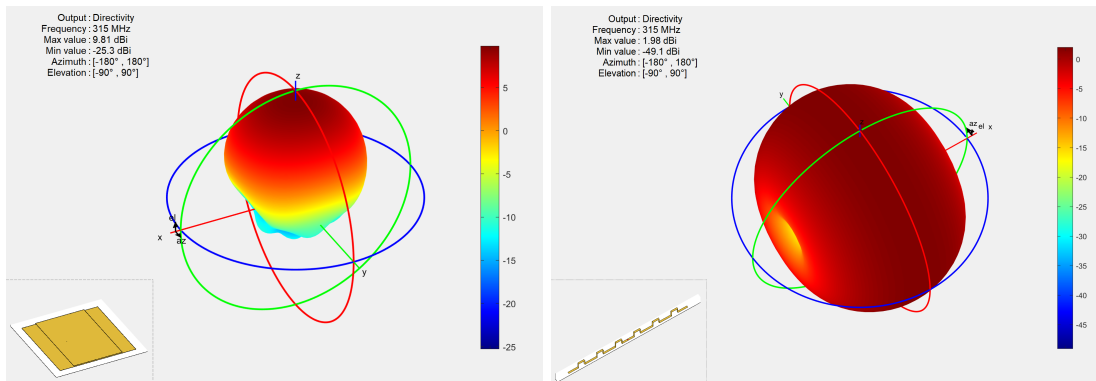 Output : Directivity
Frequency : 315 MHz
Max value : 9.81 dBi
Min value : -25.3 dBi
Azimuth : [-180° , 180°]
Elevation : [-90° , 90°]
z
el
x
az
y
5
0
-5
-10
-15
-20
-25
Output : Directivity
Frequency : 315 MHz
Max value : 1.98 dBi
Min value : -49.1 dBi
Azimuth : [-180° , 180°]
Elevation : [-90° , 90°]
y
az el x
0
-5
-10
-15
-20
-25
-30
-35
-40
-45